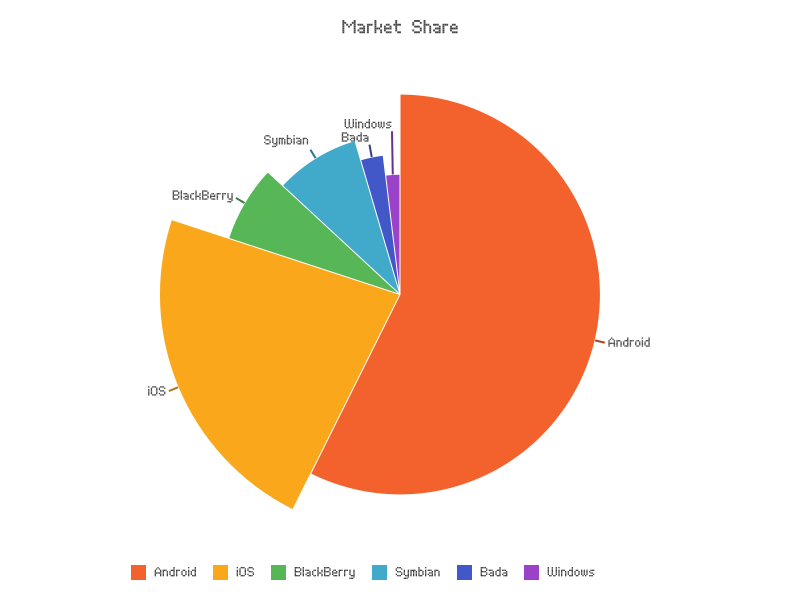 Market Share
Windows
Bada
Symbian
BlackBerry
Android
iOS
Android iOS BlackBerry Symbian Bada Windows